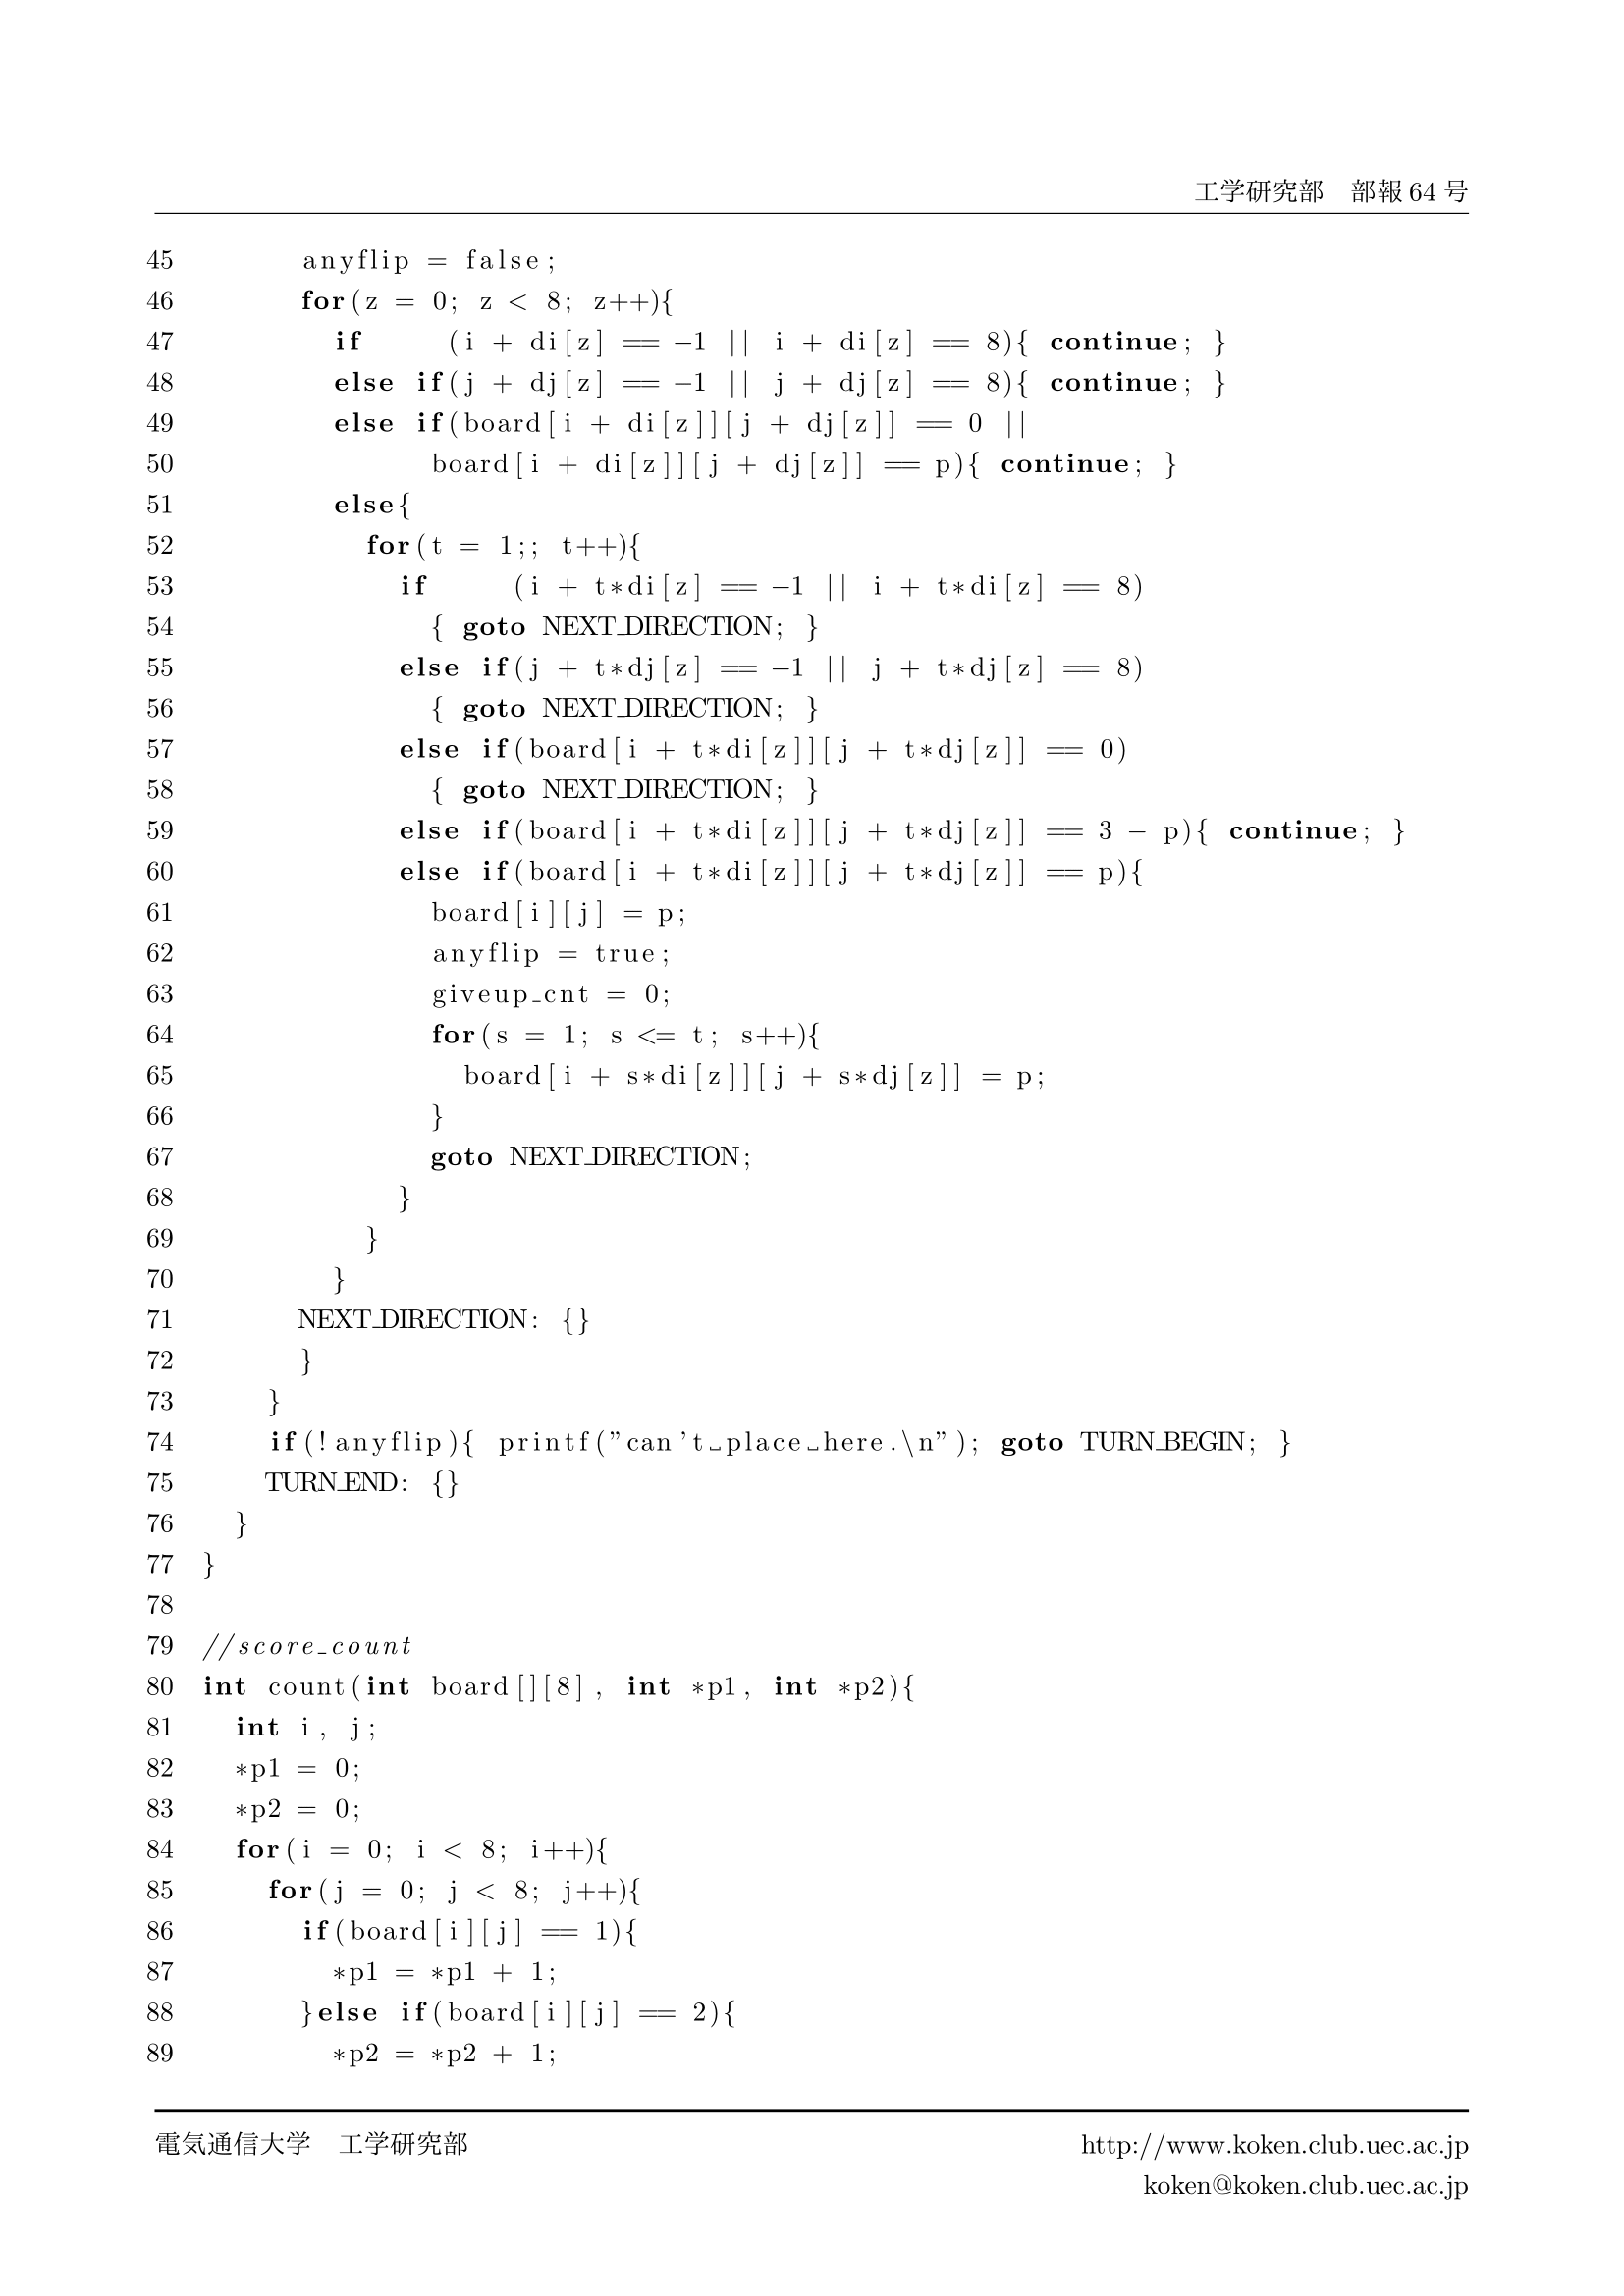 工学研究部　部報 64 号
45         anyflip = false;
46         for(z = 0; z < 8; z++){
47           if     (i + di[z] == −1 || i + di[z] == 8){ continue; }
48           else if(j + dj[z] == −1 || j + dj[z] == 8){ continue; }
49           else if(board[i + di[z]][j + dj[z]] == 0 ||
50                 board[i + di[z]][j + dj[z]] == p){ continue; }
51           else{
52             for(t = 1;; t++){
53               if     (i + t*di[z] == −1 || i + t*di[z] == 8)
54                 { goto NEXT_DIRECTION; }
55               else if(j + t*dj[z] == −1 || j + t*dj[z] == 8)
56                 { goto NEXT_DIRECTION; }
57               else if(board[i + t*di[z]][j + t*dj[z]] == 0)
58                 { goto NEXT_DIRECTION; }
59               else if(board[i + t*di[z]][j + t*dj[z]] == 3 − p){ continue; }
60               else if(board[i + t*di[z]][j + t*dj[z]] == p){
61                 board[i][j] = p;
62                 anyflip = true;
63                 giveup_cnt = 0;
64                 for(s = 1; s <= t; s++){
65                   board[i + s*di[z]][j + s*dj[z]] = p;
66                 }
67                 goto NEXT_DIRECTION;
68               }
69             }
70           }
71         NEXT_DIRECTION: {}
72         }
73       }
74       if(!anyflip){ printf("can't␣place␣here.\n"); goto TURN_BEGIN; }
75       TURN_END: {}
76     }
77   }
78
79   //score_count
80   int count(int board[][8], int *p1, int *p2){
81     int i, j;
82     *p1 = 0;
83     *p2 = 0;
84     for(i = 0; i < 8; i++){
85       for(j = 0; j < 8; j++){
86         if(board[i][j] == 1){
87           *p1 = *p1 + 1;
88         }else if(board[i][j] == 2){
89           *p2 = *p2 + 1;
電気通信大学　工学研究部
http://www.koken.club.uec.ac.jp
koken@koken.club.uec.ac.jp